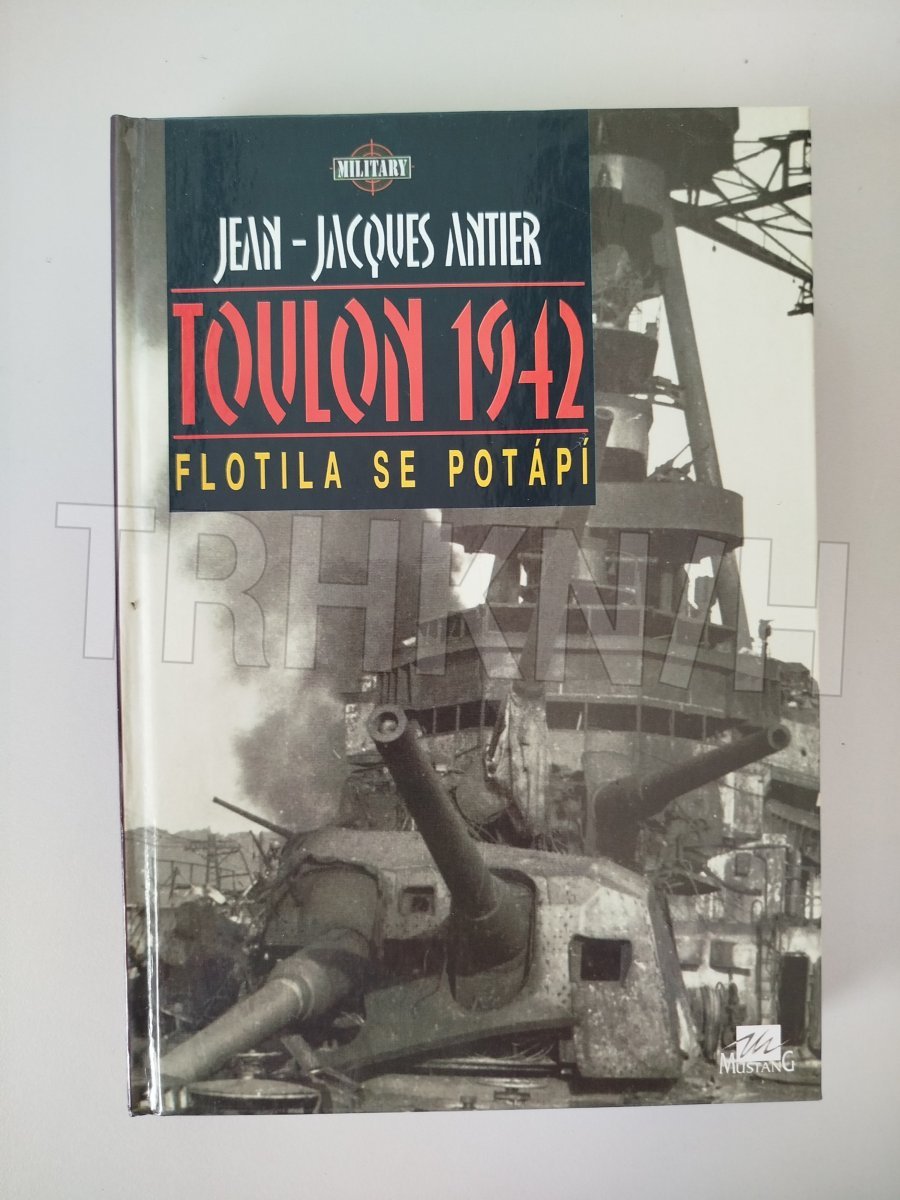 MILITARY
JEAN - JACQUES ANTIER
TOULON 1942
FLOTILA SE POTÁPÍ
TRHKNIH
MUSTANG